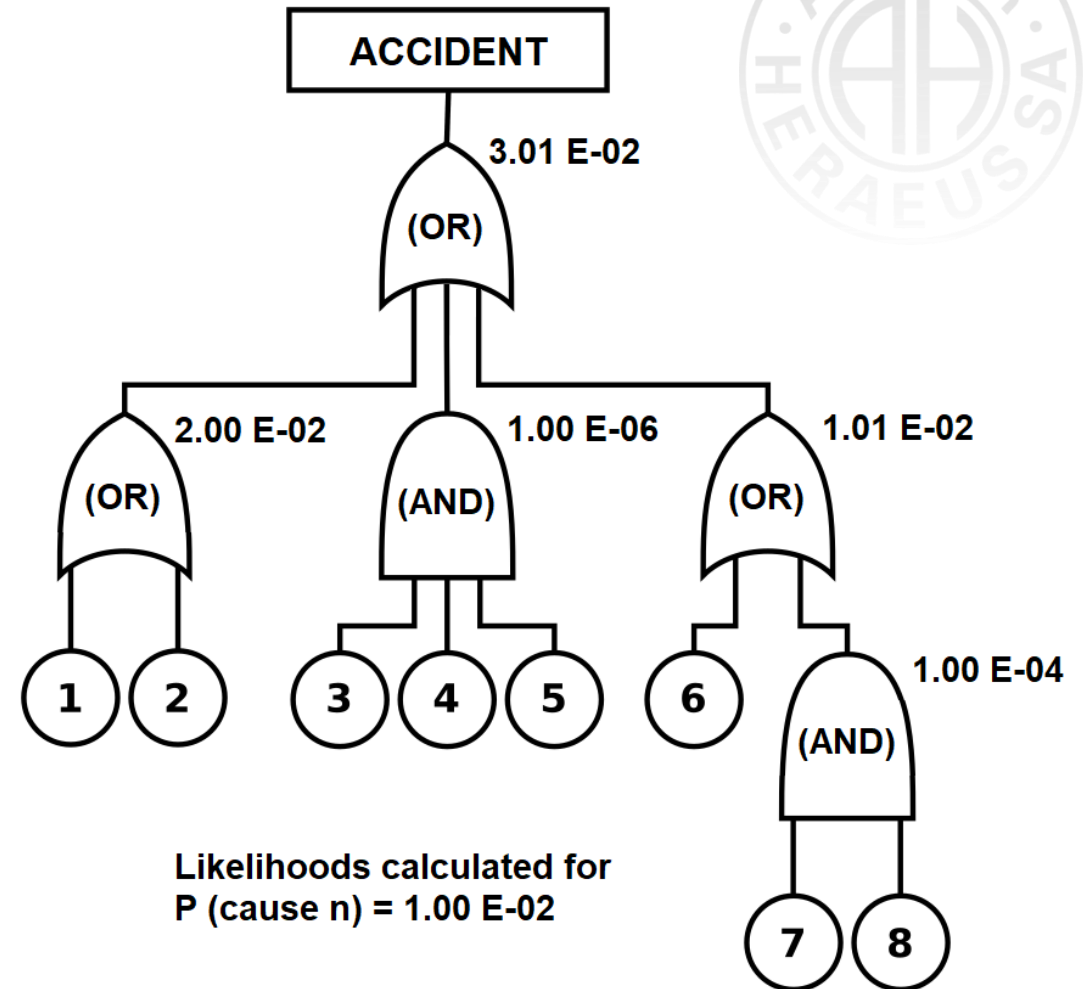 ACCIDENT
3.01 E-02
(OR)
2.00 E-02
1.00 E-06
1.01 E-02
(OR)
(AND)
(OR)
1
2
3
4
5
6
1.00 E-04
(AND)
Likelihoods calculated for
P (cause n) = 1.00 E-02
7
8
HERAEUS SA